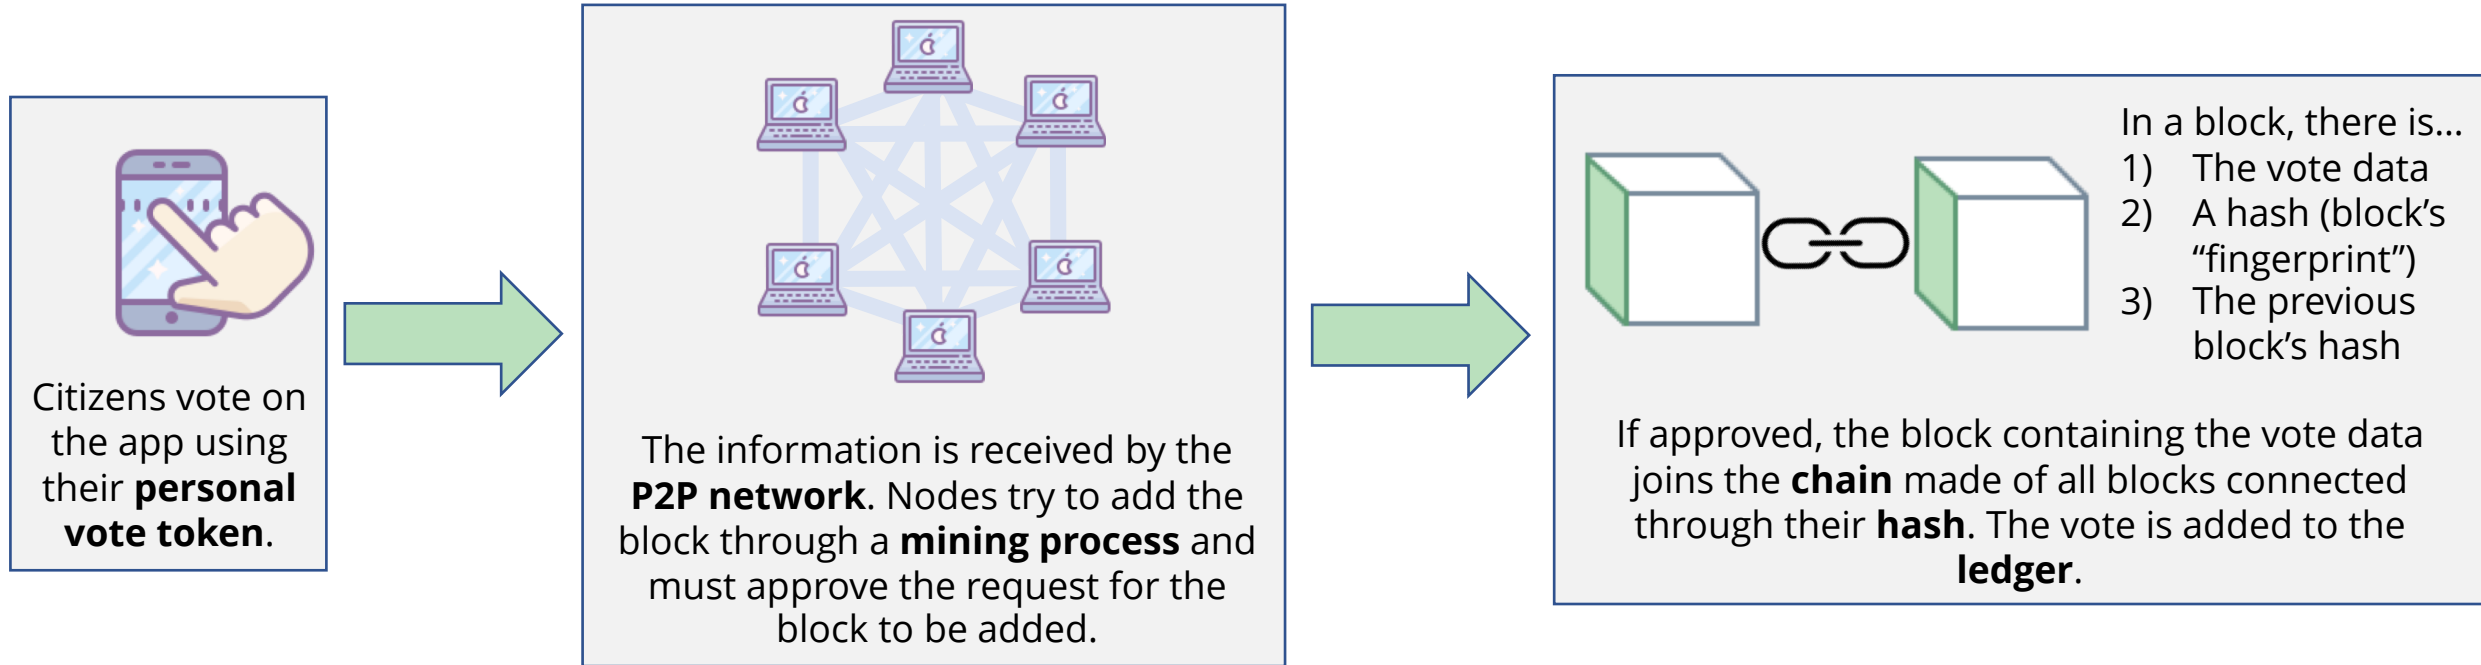 Citizens vote on
the app using
their personal
vote token.
The information is received by the
P2P network. Nodes try to add the
block through a mining process and
must approve the request for the
block to be added.
In a block, there is...
1) The vote data
2) A hash (block’s
“fingerprint”)
3) The previous
block’s hash
If approved, the block containing the vote data
joins the chain made of all blocks connected
through their hash. The vote is added to the
ledger.